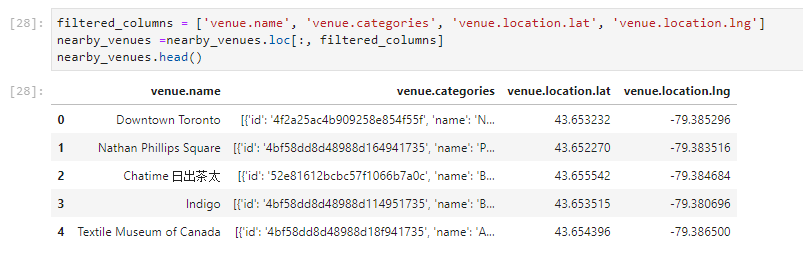 [28]: filtered_columns = ['venue.name', 'venue.categories', 'venue.location.lat', 'venue.location.lng']
nearby_venues =nearby_venues.loc[:, filtered_columns]
nearby_venues.head()
[28]: venue.name venue.categories venue.location.lat venue.location.lng
0 Downtown Toronto [{'id': '4f2a25ac4b909258e854f55f', 'name': 'N... 43.653232 -79.385296
1 Nathan Phillips Square [{'id': '4bf58dd8d48988d164941735', 'name': 'P... 43.652270 -79.383516
2 Chatime 日出茶太 [{'id': '52e81612bcbc57f1066b7a0c', 'name': 'B... 43.655542 -79.384684
3 Indigo [{'id': '4bf58dd8d48988d114951735', 'name': 'B... 43.653515 -79.380696
4 Textile Museum of Canada [{'id': '4bf58dd8d48988d18f941735', 'name': 'A... 43.654396 -79.386500